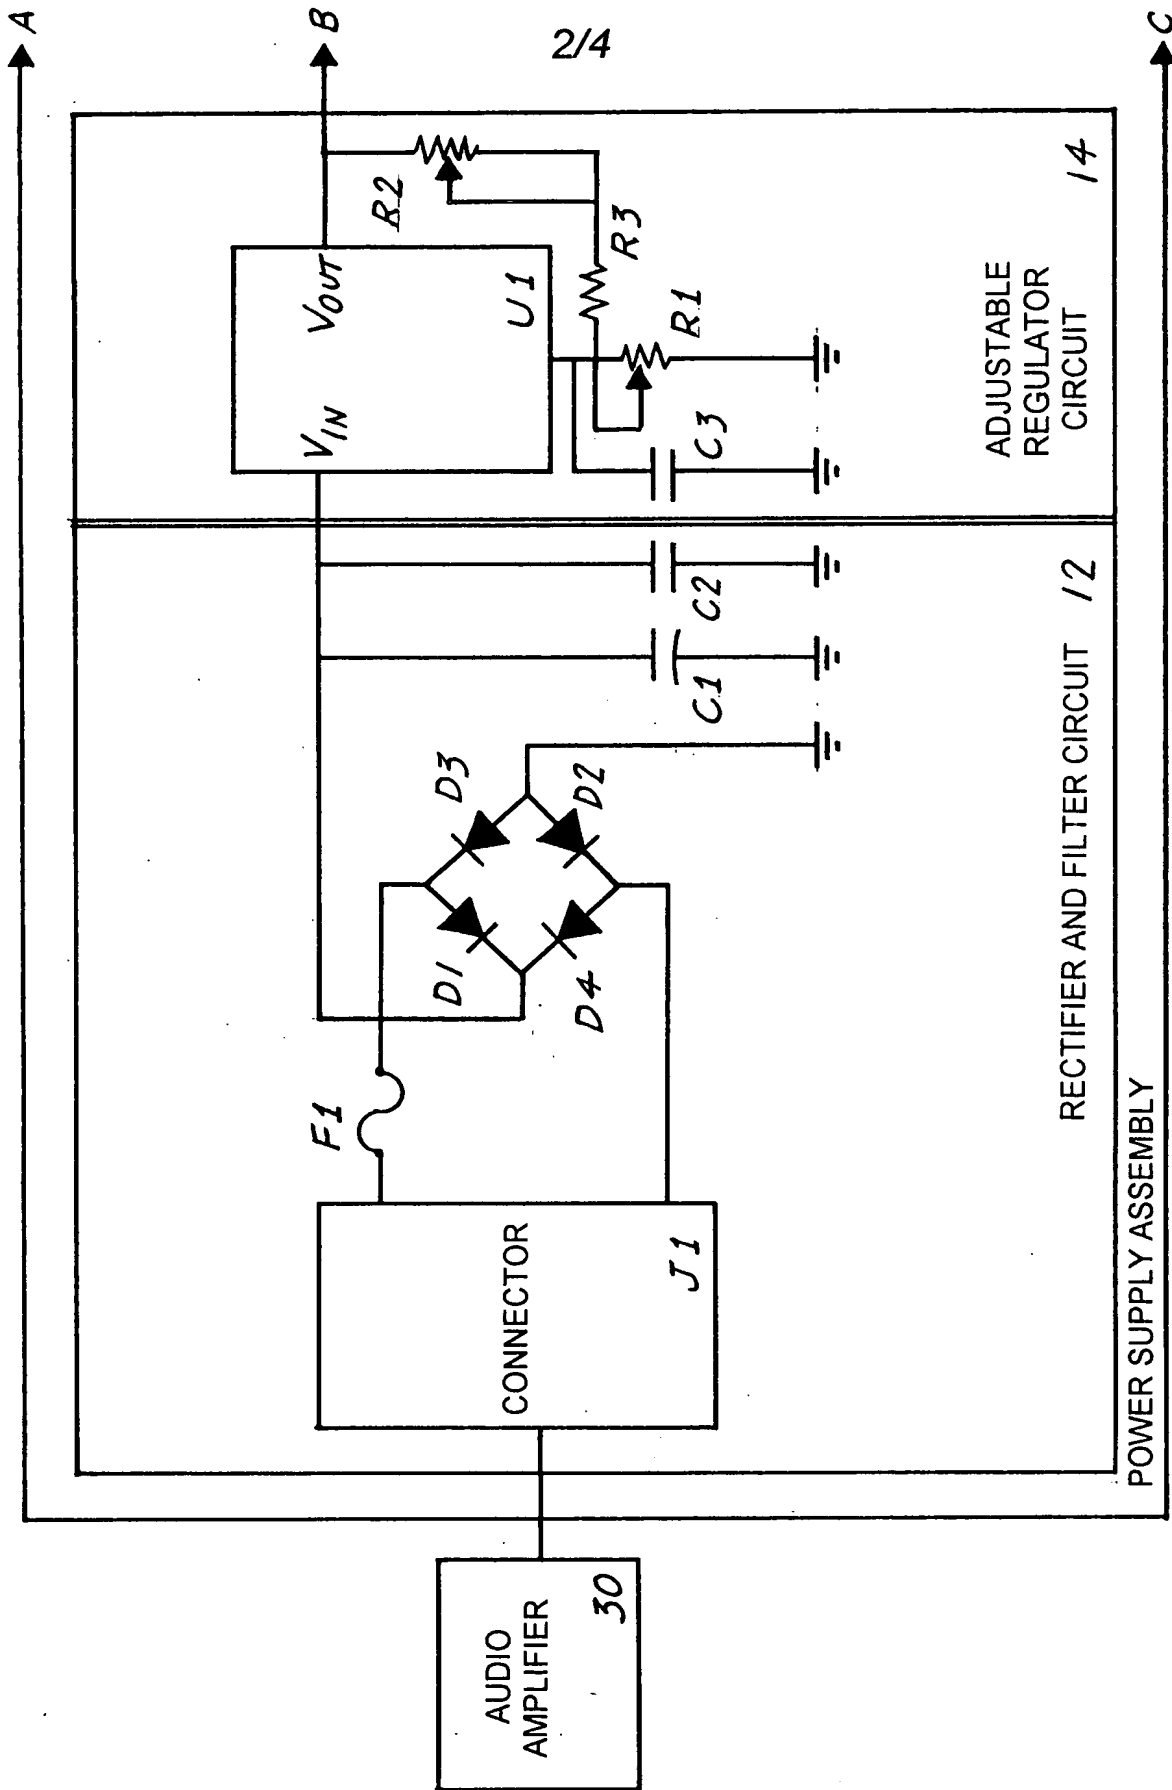 2/4
A
B
C
AUDIO
AMPLIFIER
30
CONNECTOR
J1
F1
D1
D3
D4
D2
C1
C2
C3
VIN
VOUT
U1
R2
R3
R1
RECTIFIER AND FILTER CIRCUIT 12
ADJUSTABLE
REGULATOR
CIRCUIT
14
POWER SUPPLY ASSEMBLY